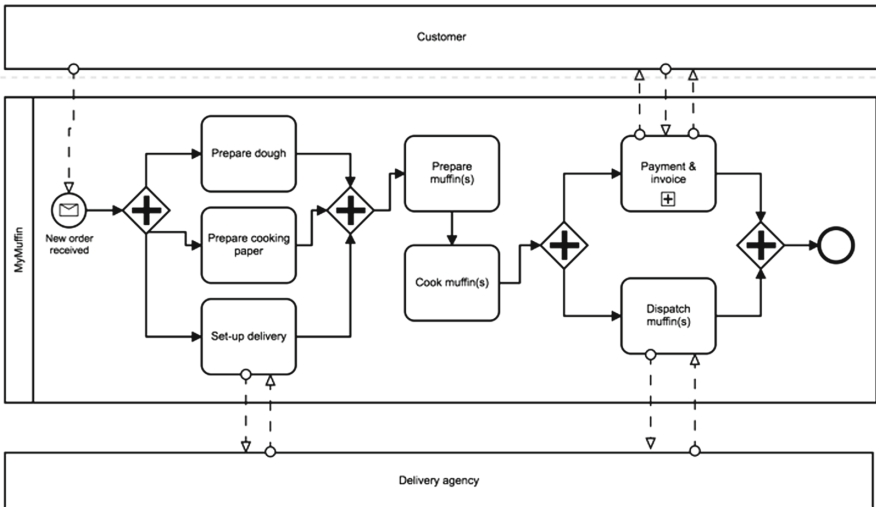 Customer
MyMuffin
New order
received
Prepare dough
Prepare cooking
paper
Set-up delivery
Prepare
muffin(s)
Cook muffin(s)
Payment &
invoice
Dispatch
muffin(s)
Delivery agency